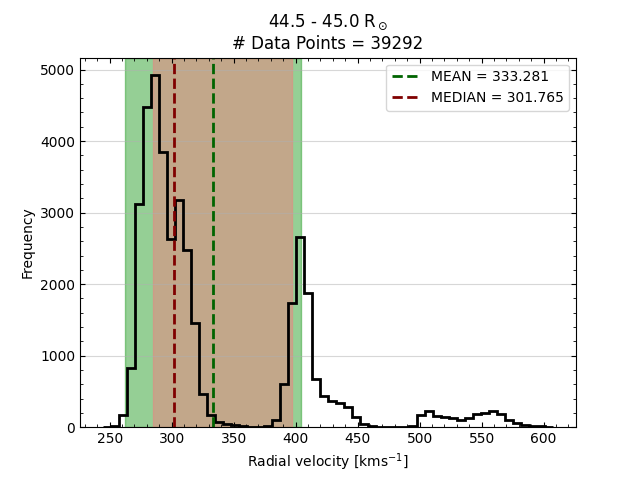 44.5 - 45.0 R⊙
# Data Points = 39292
MEAN = 333.281
MEDIAN = 301.765
5000
4000
3000
2000
1000
0
Frequency
250 300 350 400 450 500 550 600
Radial velocity [kms⁻¹]